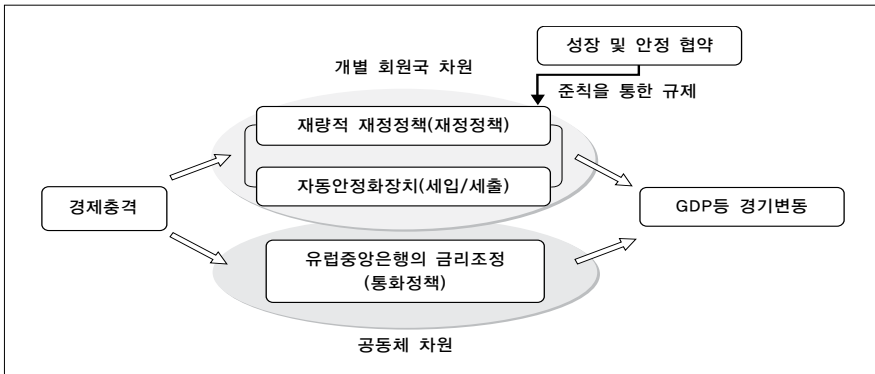 성장 및 안정 협약
개별 회원국 차원
준칙을 통한 규제
재량적 재정정책(재정정책)
자동안정화장치(세입/세출)
경제충격
GDP등 경기변동
유럽중앙은행의 금리조정
(통화정책)
공동체 차원